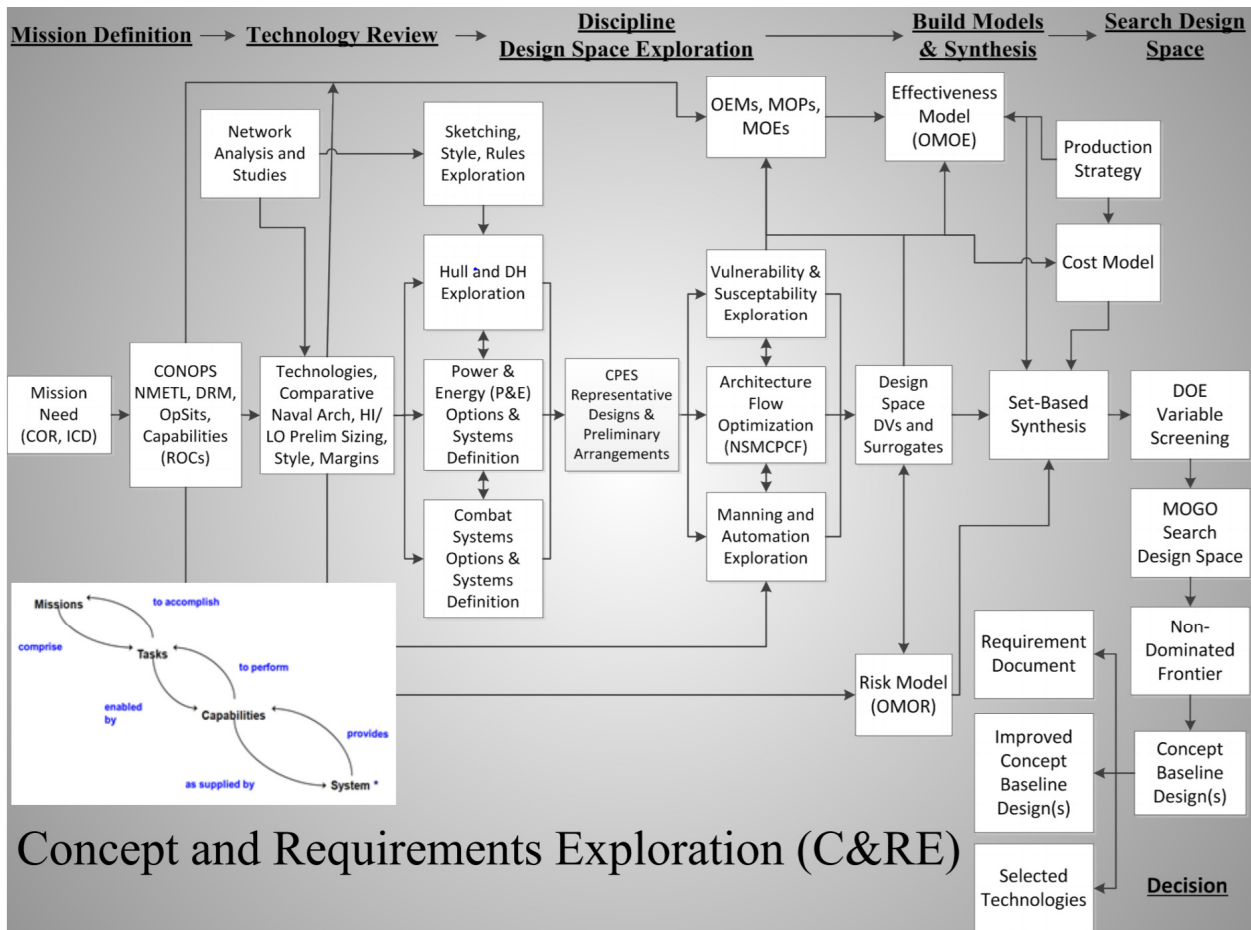 Mission Definition
Technology Review
Discipline
Design Space Exploration
Build Models
& Synthesis
Search Design
Space
Network
Analysis and
Studies
Sketching,
Style, Rules
Exploration
OEMs, MOPs,
MOEs
Effectiveness
Model
(OMOE)
Production
Strategy
Hull and DH
Exploration
Vulnerability &
Susceptability
Exploration
Cost Model
Mission
Need
(COR, ICD)
CONOPS
NMETL, DRM,
OpSits,
Capabilities
(ROCs)
Technologies,
Comparative
Naval Arch, HI/
LO Prelim Sizing,
Style, Margins
Power &
Energy (P&E)
Options &
Systems
Definition
CPES
Representative
Designs &
Preliminary
Arrangements
Architecture
Flow
Optimization
(NSMCPCF)
Design
Space
DVs and
Surrogates
Set-Based
Synthesis
DOE
Variable
Screening
Combat
Systems
Options &
Systems
Definition
Manning and
Automation
Exploration
MOGO
Search
Design Space
Missions
to accomplish
comprise
Tasks
to perform
enabled
by
Capabilities
provides
as supplied by
System *
Risk Model
(OMOR)
Requirement
Document
Non-
Dominated
Frontier
Improved
Concept
Baseline
Design(s)
Concept
Baseline
Design(s)
Concept and Requirements Exploration (C&RE)
Selected
Technologies
Decision